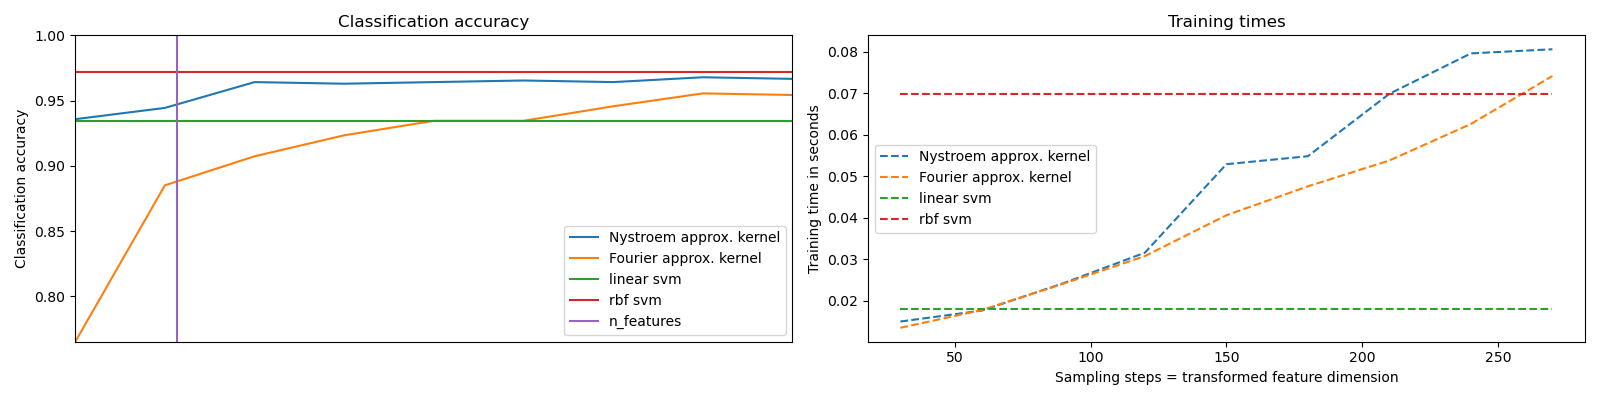 Classification accuracy
Classification accuracy
1.00
0.95
0.90
0.85
0.80
Nystroem approx. kernel
Fourier approx. kernel
linear svm
rbf svm
n_features
Training times
Training time in seconds
0.08
0.07
0.06
0.05
0.04
0.03
0.02
Nystroem approx. kernel
Fourier approx. kernel
linear svm
rbf svm
50 100 150 200 250
Sampling steps = transformed feature dimension